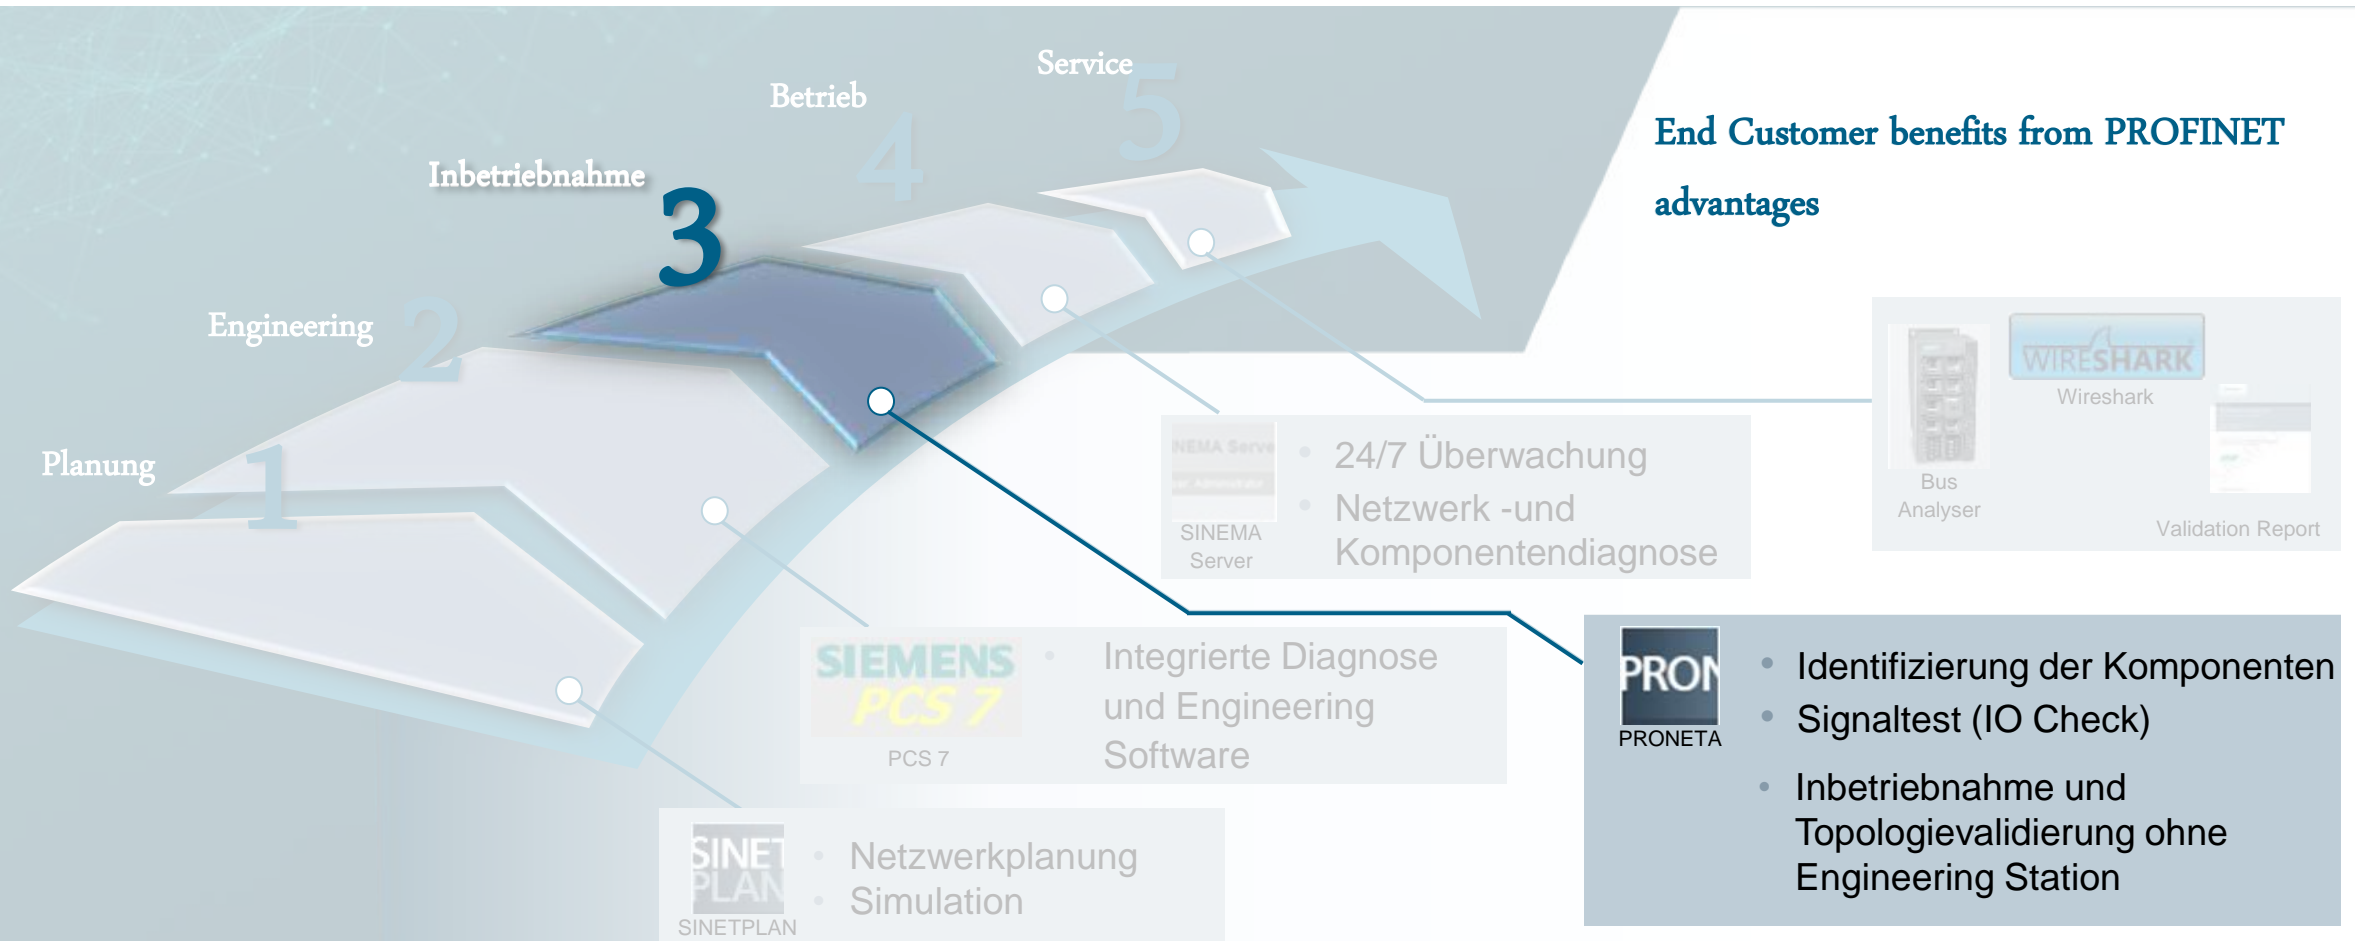 Service
5
Betrieb
4
End Customer benefits from PROFINET
advantages
Inbetriebnahme
3
Engineering
2
Planung
1
WIRESHARK
Wireshark
Bus
Analyser
Validation Report
SINEMA
Server
• 24/7 Überwachung
• Netzwerk -und
Komponentendiagnose
SIEMENS
PCS 7
PCS 7
• Integrierte Diagnose
und Engineering
Software
PRON
PRONETA
• Identifizierung der Komponenten
• Signaltest (IO Check)
• Inbetriebnahme und
Topologievalidierung ohne
Engineering Station
SINET
PLAN
SINETPLAN
• Netzwerkplanung
• Simulation